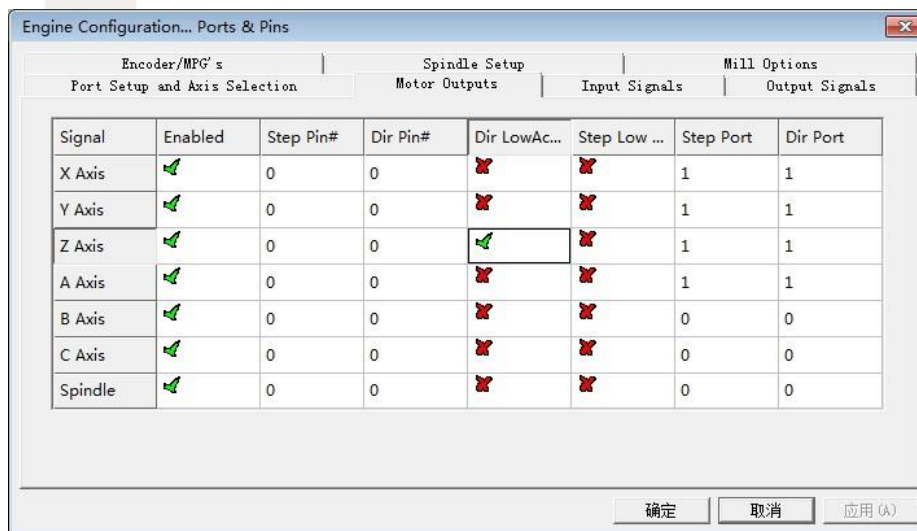 Engine Configuration... Ports & Pins
Encoder/MPG's Spindle Setup Mill Options
Port Setup and Axis Selection Motor Outputs Input Signals Output Signals
Signal Enabled Step Pin# Dir Pin# Dir LowAc... Step Low ... Step Port Dir Port
X Axis 0 0 1 1
Y Axis 0 0 1 1
Z Axis 0 0 1 1
A Axis 0 0 1 1
B Axis 0 0 0 0
C Axis 0 0 0 0
Spindle 0 0 0 0
确定 取消 应用(A)